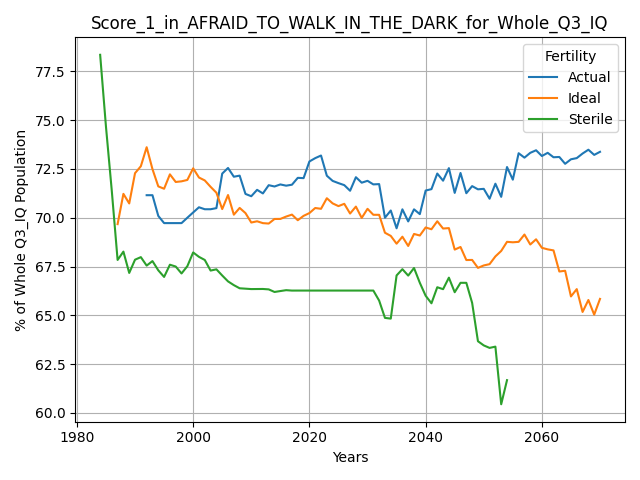 Score_1_in_AFRAID_TO_WALK_IN_THE_DARK_for_Whole_Q3_IQ
% of Whole Q3_IQ Population
77.5
75.0
72.5
70.0
67.5
65.0
62.5
60.0
Fertility
Actual
Ideal
Sterile
1980
2000
2020
2040
2060
Years